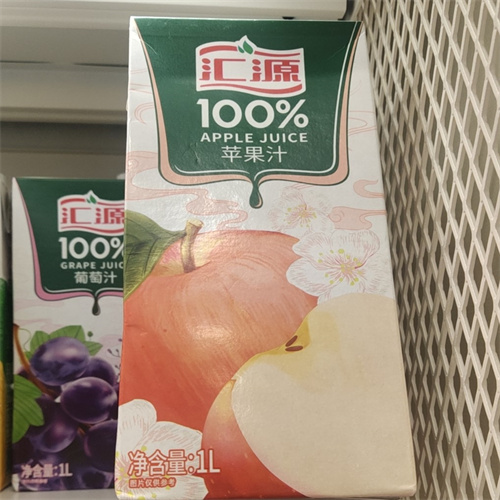 汇源
100%
APPLE JUICE
苹果汁
净含量:1L
图片仅供参考
汇源
100%
GRAPE JUIC
葡萄汁
净含量:1L